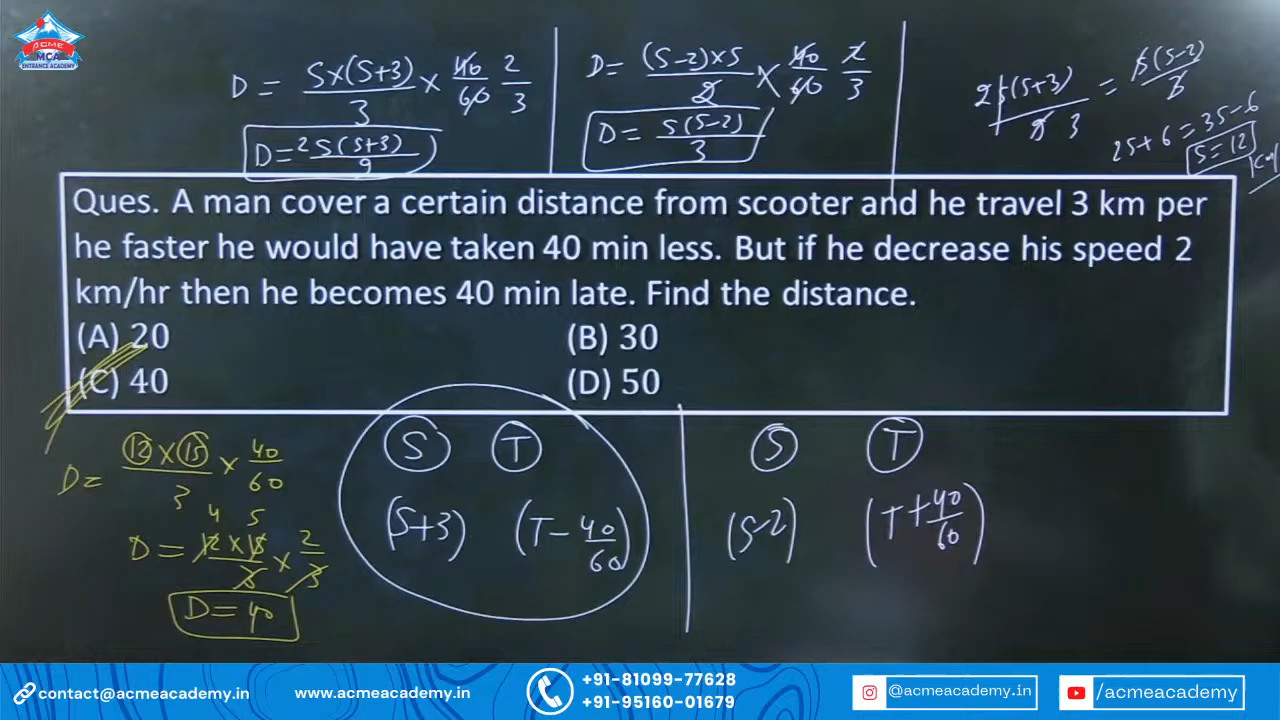 ACME
MCA
ENTRANCE ACADEMY
D = S×(S+3)/3 × 40/60 2/3
D = 2S(S+3)/9
D = (S-2)×S/2 × 40/60 2/3
D = S(S-2)/3
2S(S+3)/9 3 = S(S-2)/3
2S+6 = 3S-6
S = 12
Ques. A man cover a certain distance from scooter and he travel 3 km per
he faster he would have taken 40 min less. But if he decrease his speed 2
km/hr then he becomes 40 min late. Find the distance.
(A) 20 (B) 30
(C) 40 (D) 50
D = 12 × 15/3 × 40/60
4 5
D = 12 × 15/3 × 2/3
D = 40
S T
(S+3) (T - 40/60)
S T
(S-2) (T + 40/60)
contact@acmeacademy.in
www.acmeacademy.in
+91-81099-77628
+91-95160-01679
@acmeacademy.in
/acmeacademy